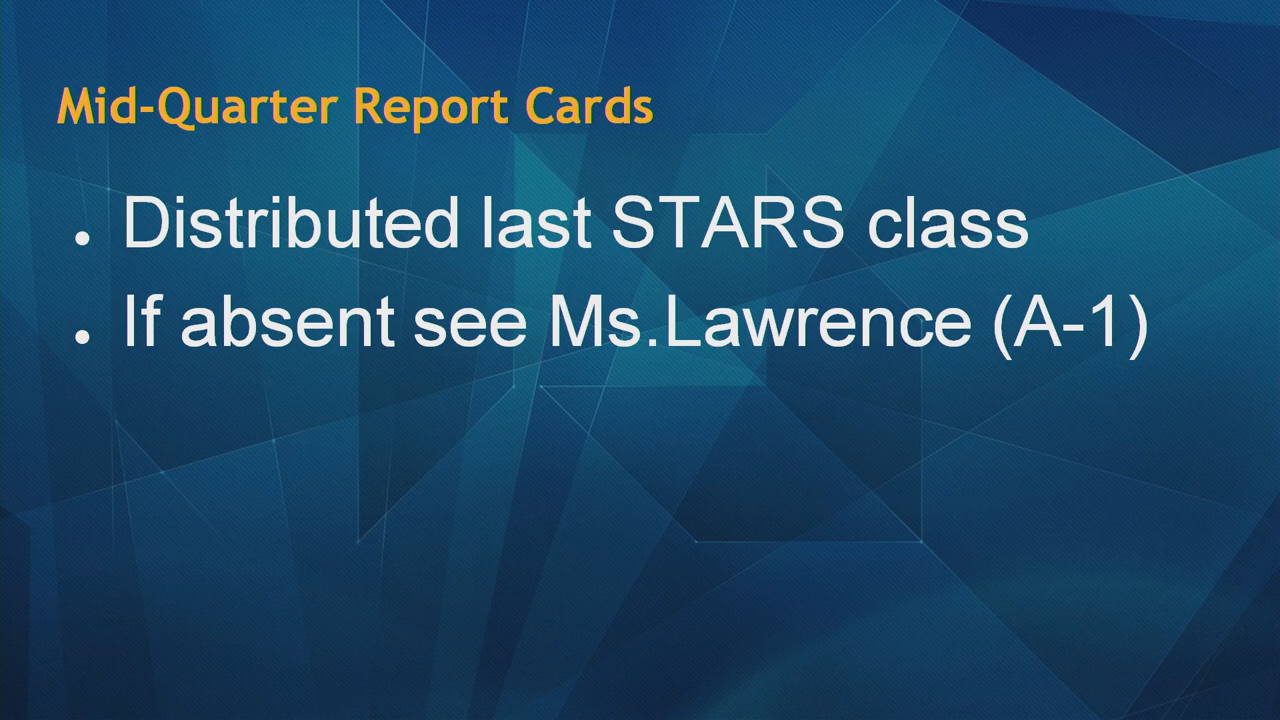 Mid-Quarter Report Cards
• Distributed last STARS class
• If absent see Ms.Lawrence (A-1)